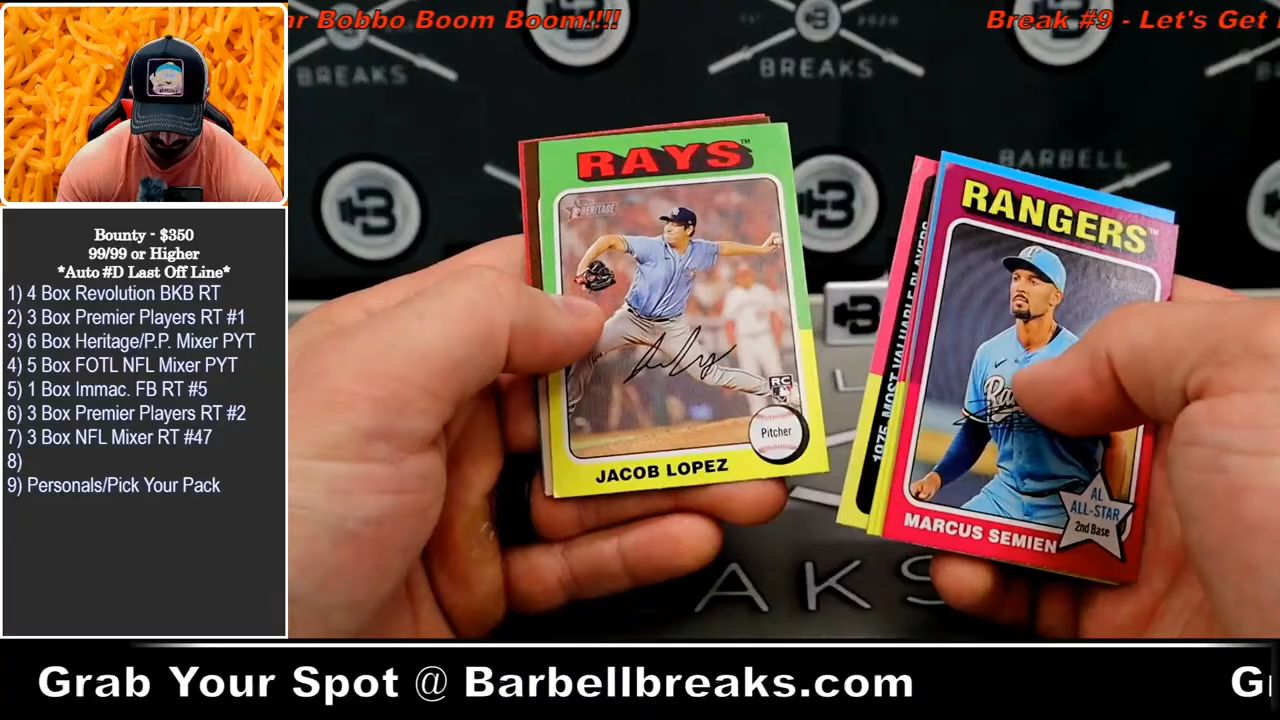 ar Bobbo Boom Boom!!!!
Break #9 - Let's Get
BREAKS
BREAKS
BARBELL
Bounty - $350
99/99 or Higher
*Auto #D Last Off Line*
1) 4 Box Revolution BKB RT
2) 3 Box Premier Players RT #1
3) 6 Box Heritage/P.P. Mixer PYT
4) 5 Box FOTL NFL Mixer PYT
5) 1 Box Immac. FB RT #5
6) 3 Box Premier Players RT #2
7) 3 Box NFL Mixer RT #47
8)
9) Personals/Pick Your Pack
RAYS™
HERITAGE
RC
Pitcher
JACOB LOPEZ
1975 MOST VALUABLE PLAYERS
RANGERS™
AL
ALL-STAR
2nd Base
MARCUS SEMIEN
AKS
Grab Your Spot @ Barbellbreaks.com
G